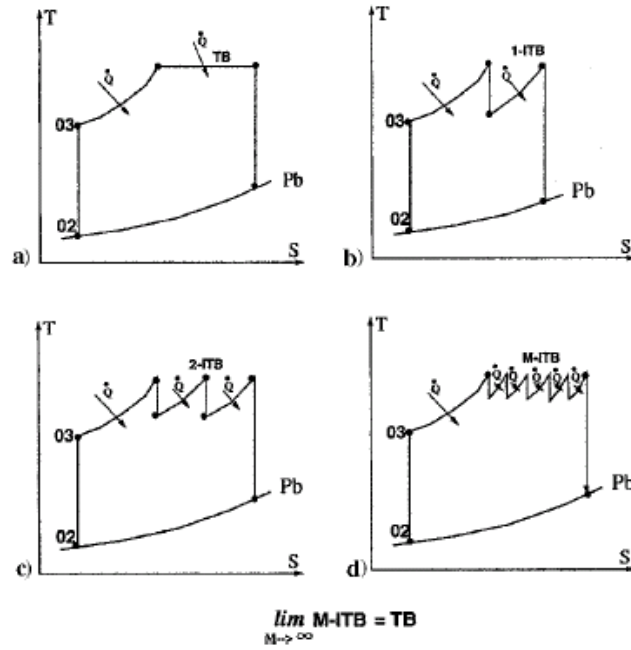 T
Q̇
TB
03
02
Pb
S
a)
T
1-ITB
Q̇
Q̇
03
02
Pb
S
b)
T
2-ITB
Q̇
Q̇
Q̇
03
02
Pb
S
c)
T
M-ITB
Q̇
Q̇ Q̇ Q̇ Q̇ Q̇
03
02
Pb
S
d)
lim M-ITB = TB
M--> ∞